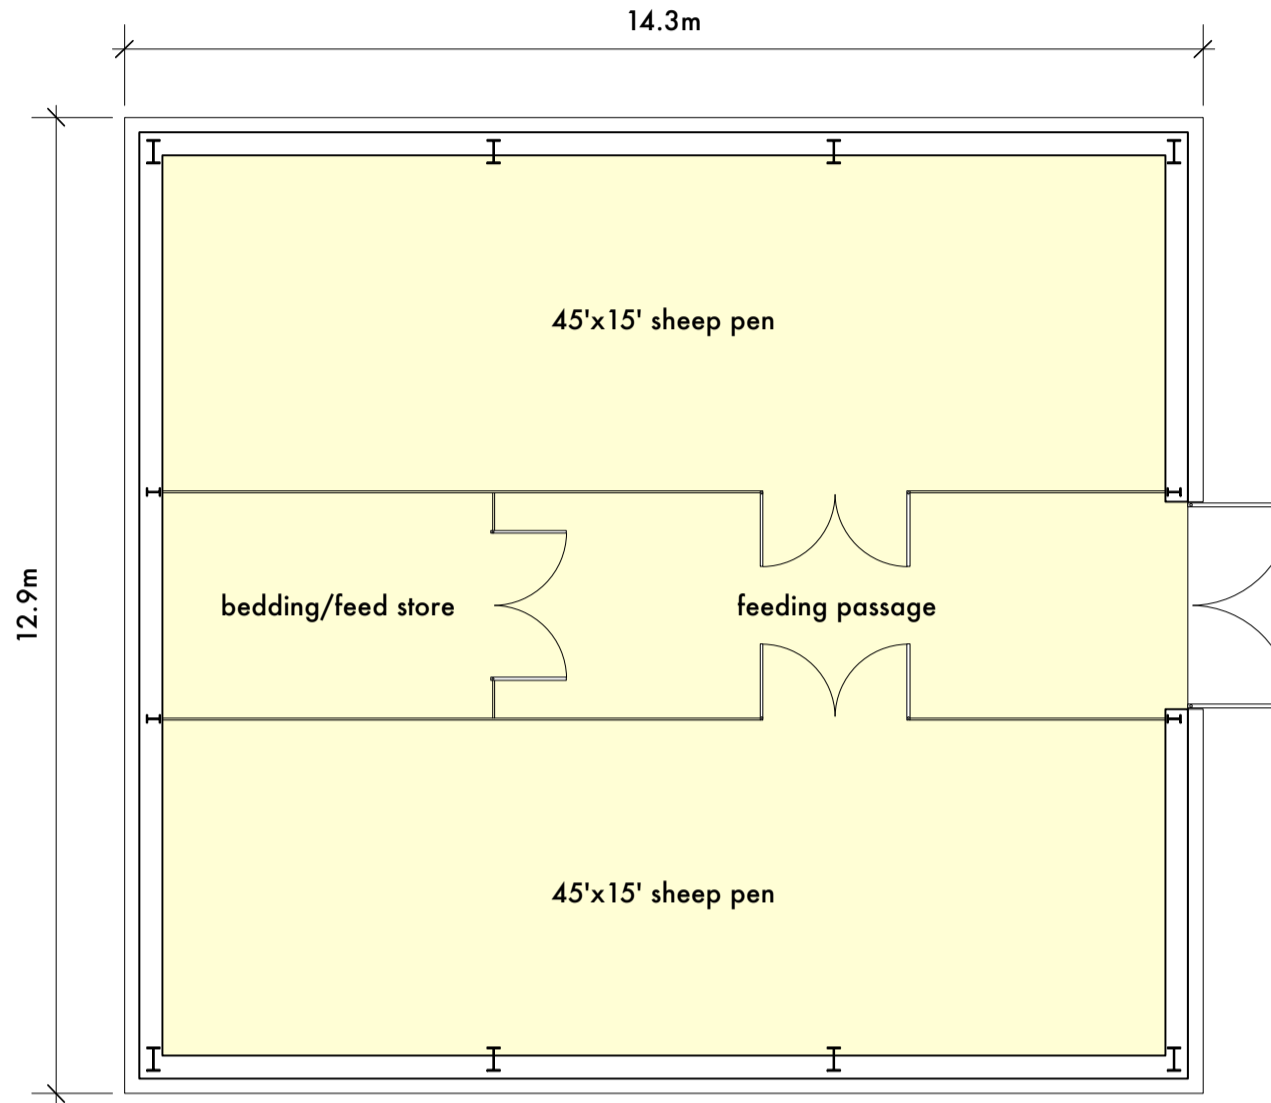 14.3m
12.9m
45'x15' sheep pen
bedding/feed store
feeding passage
45'x15' sheep pen